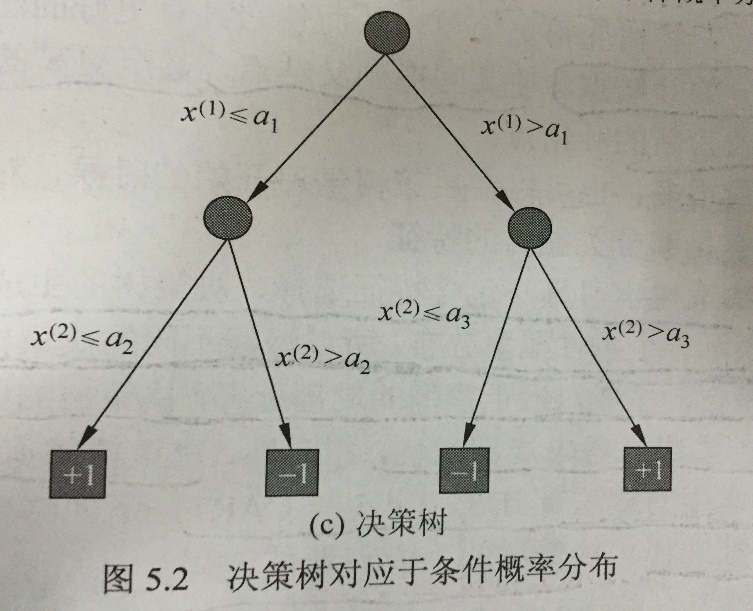 x⁽¹⁾≤a₁
x⁽¹⁾>a₁
x⁽²⁾≤a₂
x⁽²⁾>a₂
x⁽²⁾≤a₃
x⁽²⁾>a₃
+1
−1
−1
+1
(c) 决策树
图 5.2 决策树对应于条件概率分布